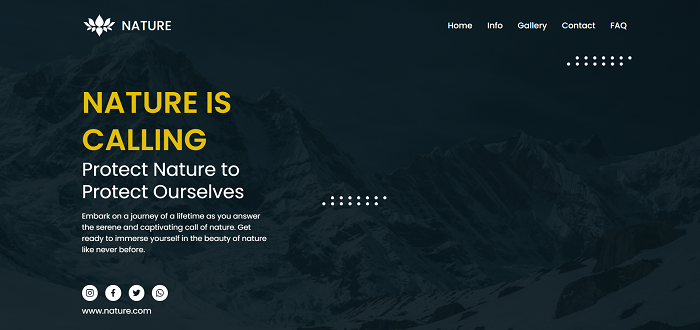 NATURE
Home Info Gallery Contact FAQ
NATURE IS
CALLING
Protect Nature to
Protect Ourselves
Embark on a journey of a lifetime as you answer
the serene and captivating call of nature. Get
ready to immerse yourself in the beauty of nature
like never before.
www.nature.com